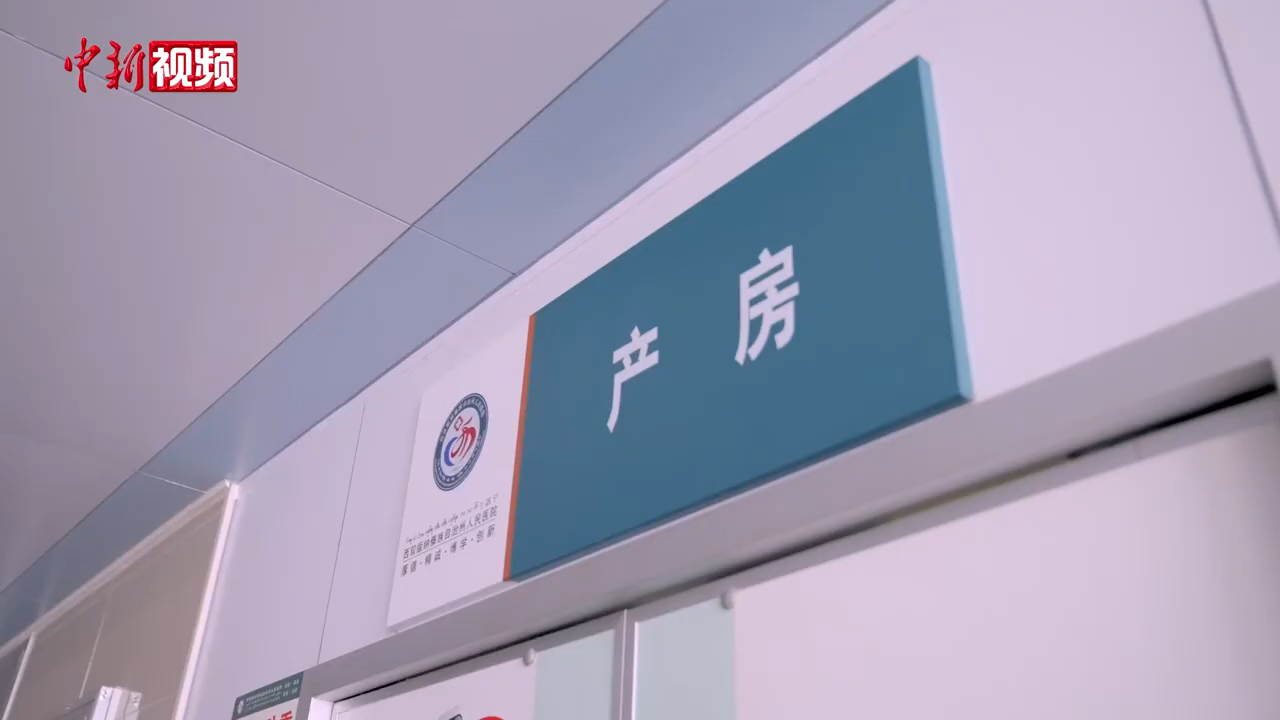 中新视频
产房
西双版纳傣族自治州人民医院
厚德·精诚·博学·创新